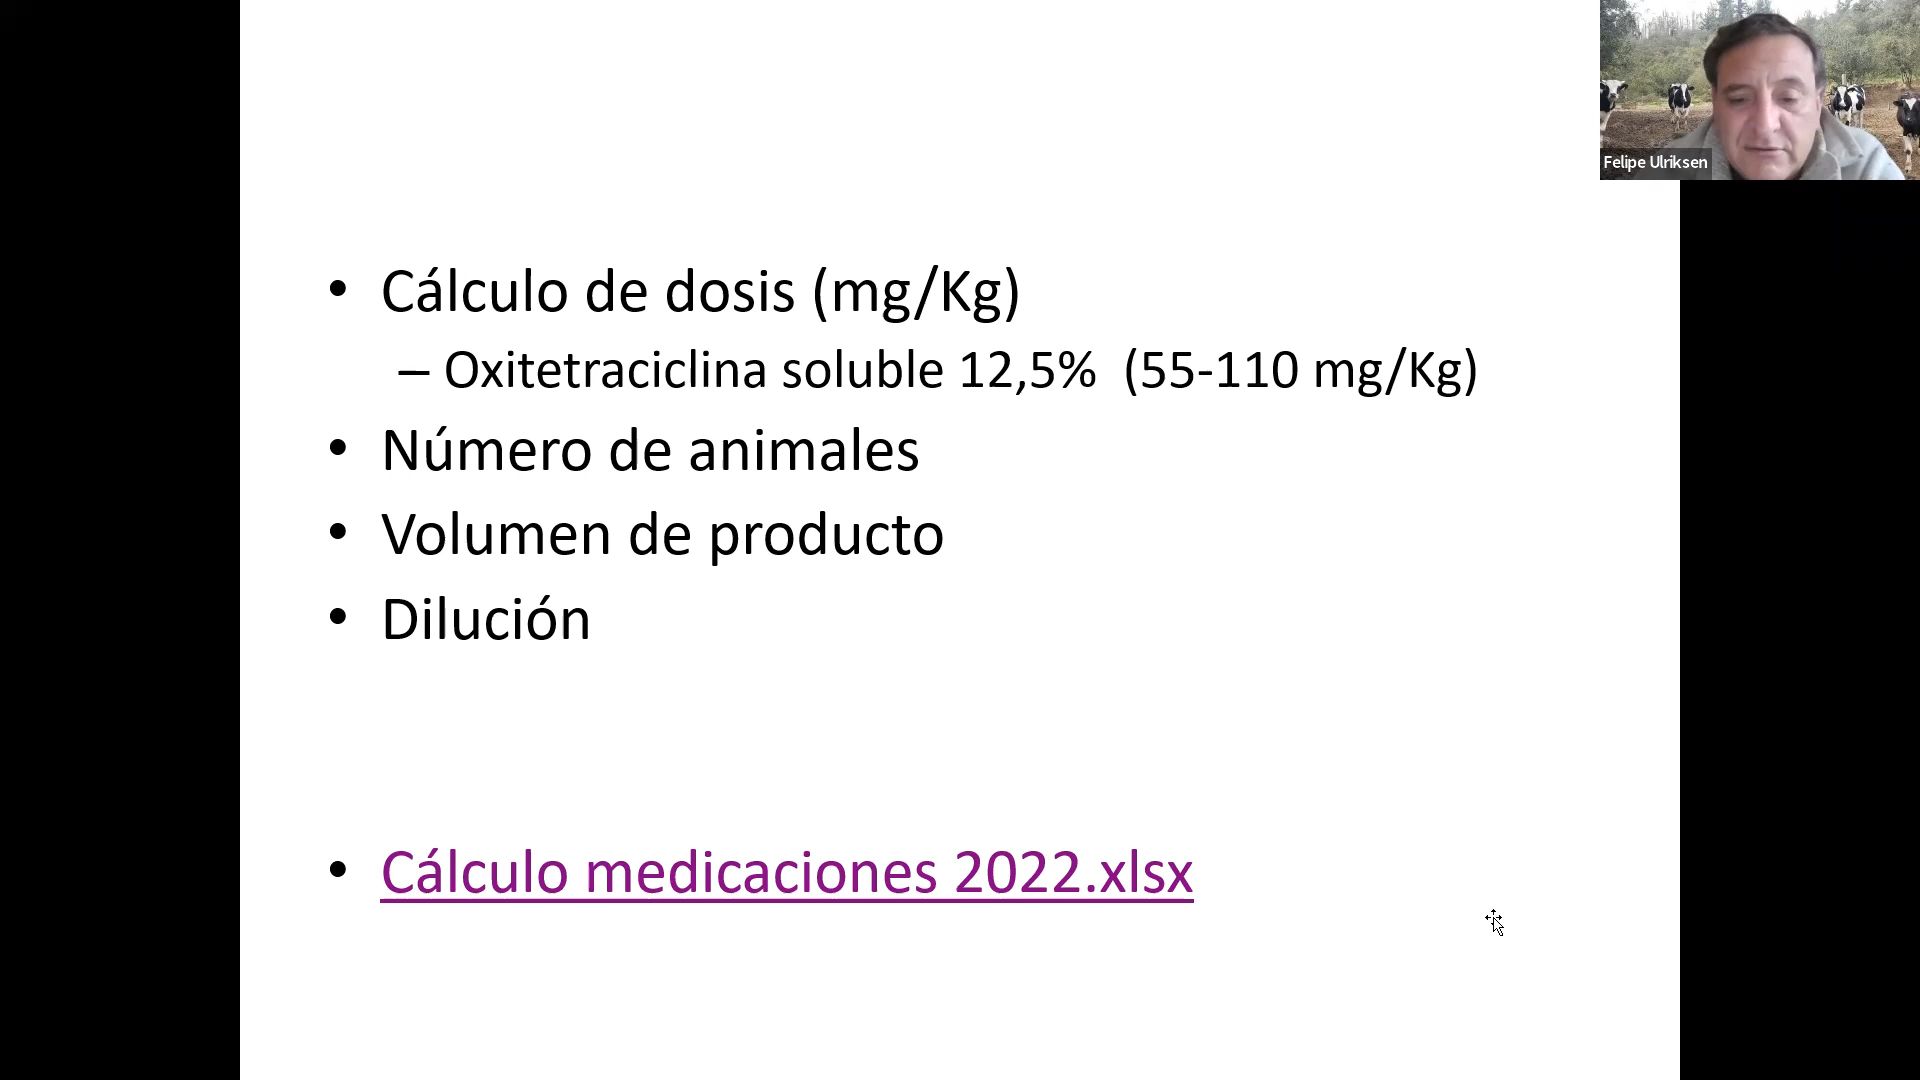 Felipe Ulriksen
• Cálculo de dosis (mg/Kg)
– Oxitetraciclina soluble 12,5%  (55-110 mg/Kg)
• Número de animales
• Volumen de producto
• Dilución
• Cálculo medicaciones 2022.xlsx